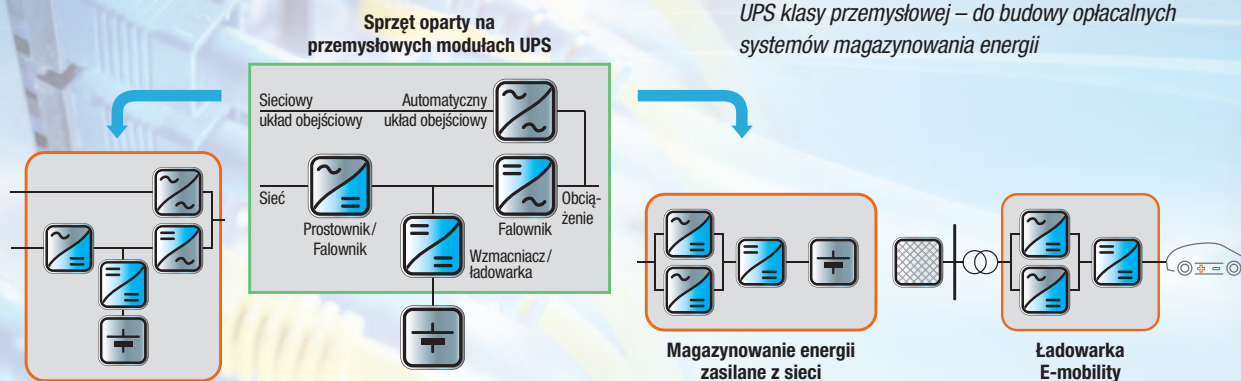 Sprzęt oparty na
przemysłowych modułach UPS
UPS klasy przemysłowej – do budowy opłacalnych
systemów magazynowania energii
Sieciowy
układ obejściowy
Automatyczny
układ obejściowy
Sieć
Prostownik/
Falownik
Falownik
Obcią-
żenie
Wzmacniacz/
ładowarka
Magazynowanie energii
zasilane z sieci
Ładowarka
E-mobility